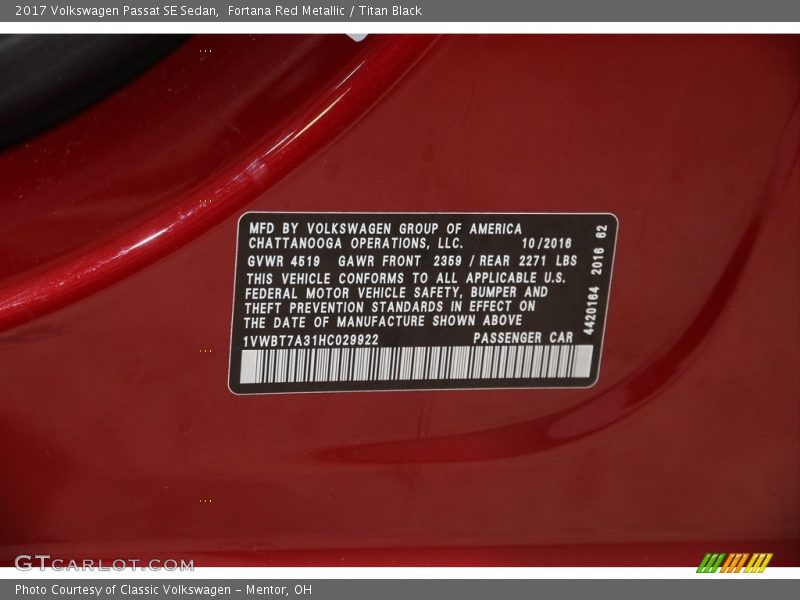 2017 Volkswagen Passat SE Sedan,  Fortana Red Metallic / Titan Black
MFD BY VOLKSWAGEN GROUP OF AMERICA
CHATTANOOGA OPERATIONS, LLC. 10/2016
GVWR 4519 GAWR FRONT 2359 / REAR 2271 LBS
THIS VEHICLE CONFORMS TO ALL APPLICABLE U.S.
FEDERAL MOTOR VEHICLE SAFETY, BUMPER AND
THEFT PREVENTION STANDARDS IN EFFECT ON
THE DATE OF MANUFACTURE SHOWN ABOVE
1VWBT7A31HC029922 PASSENGER CAR
4420164 2016 62
GTCARLOT.COM
Photo Courtesy of Classic Volkswagen - Mentor, OH